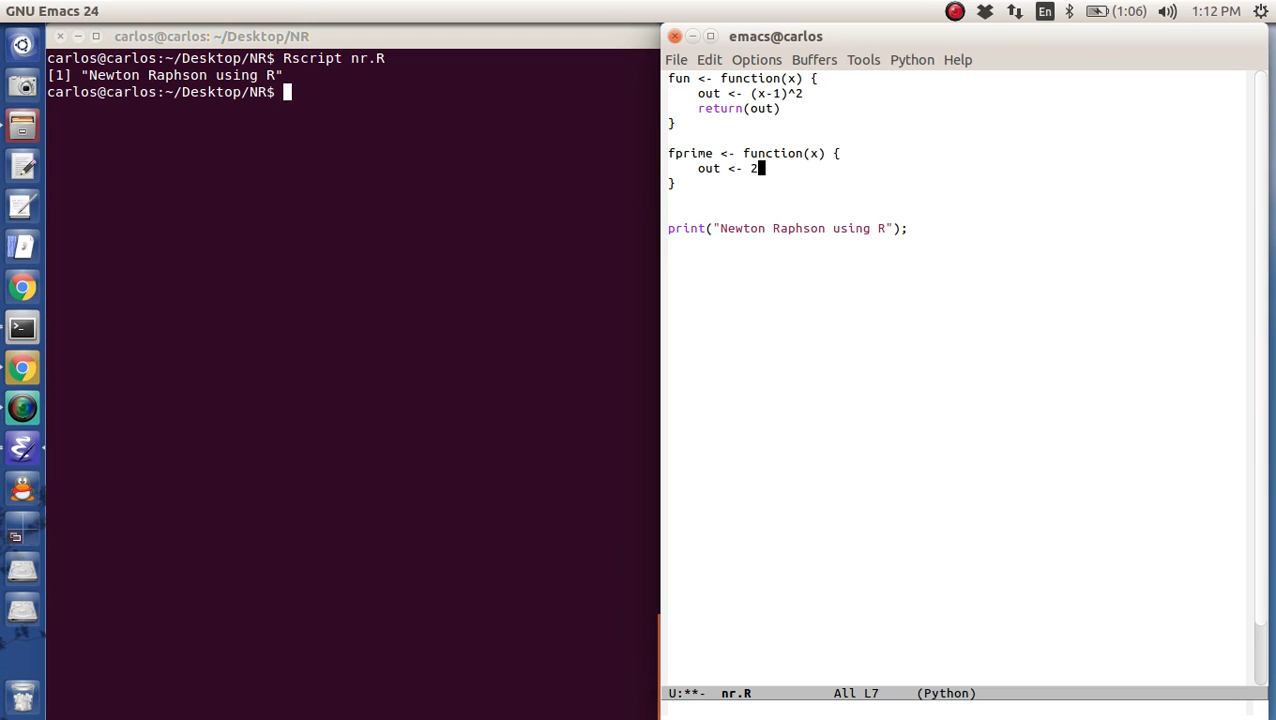 GNU Emacs 24
En
(1:06)
1:12 PM
carlos@carlos: ~/Desktop/NR
carlos@carlos:~/Desktop/NR$ Rscript nr.R
[1] "Newton Raphson using R"
carlos@carlos:~/Desktop/NR$
emacs@carlos
File Edit Options Buffers Tools Python Help
fun <- function(x) {
    out <- (x-1)^2
    return(out)
}
fprime <- function(x) {
    out <- 2
}
print("Newton Raphson using R");
U:**-  nr.R  All L7  (Python)